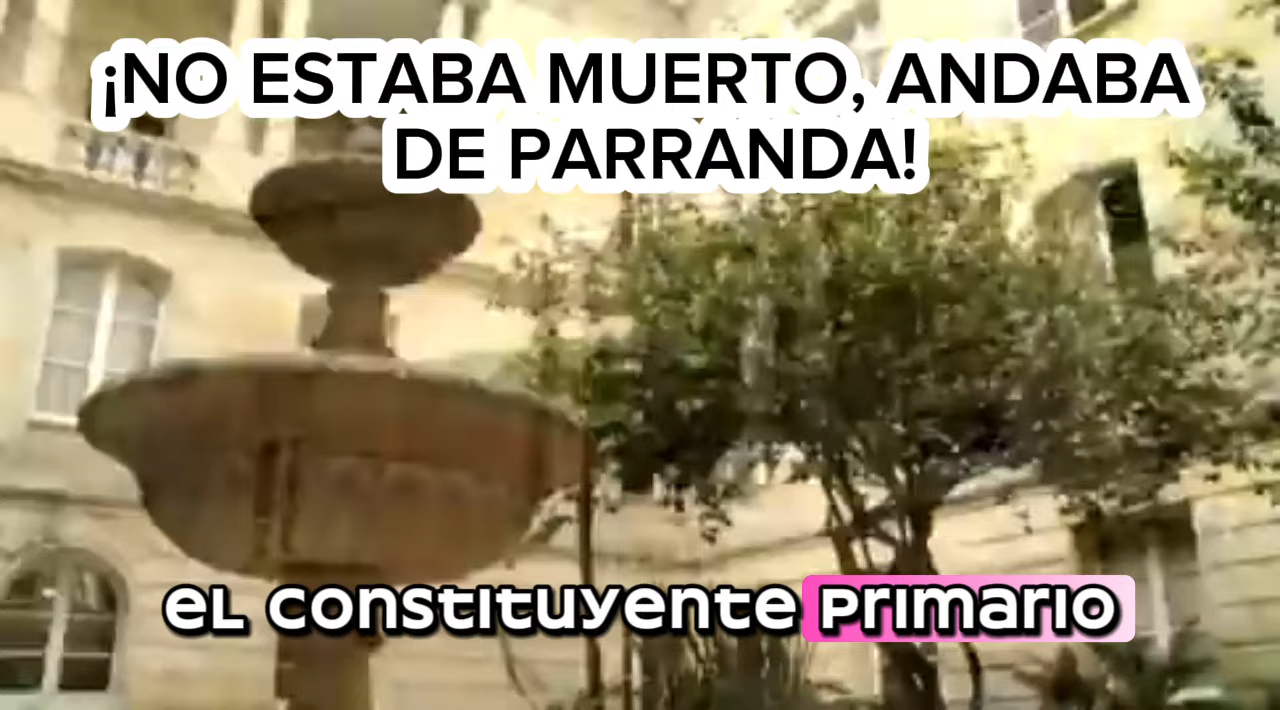 ¡NO ESTABA MUERTO, ANDABA
DE PARRANDA!
el constituyente primario